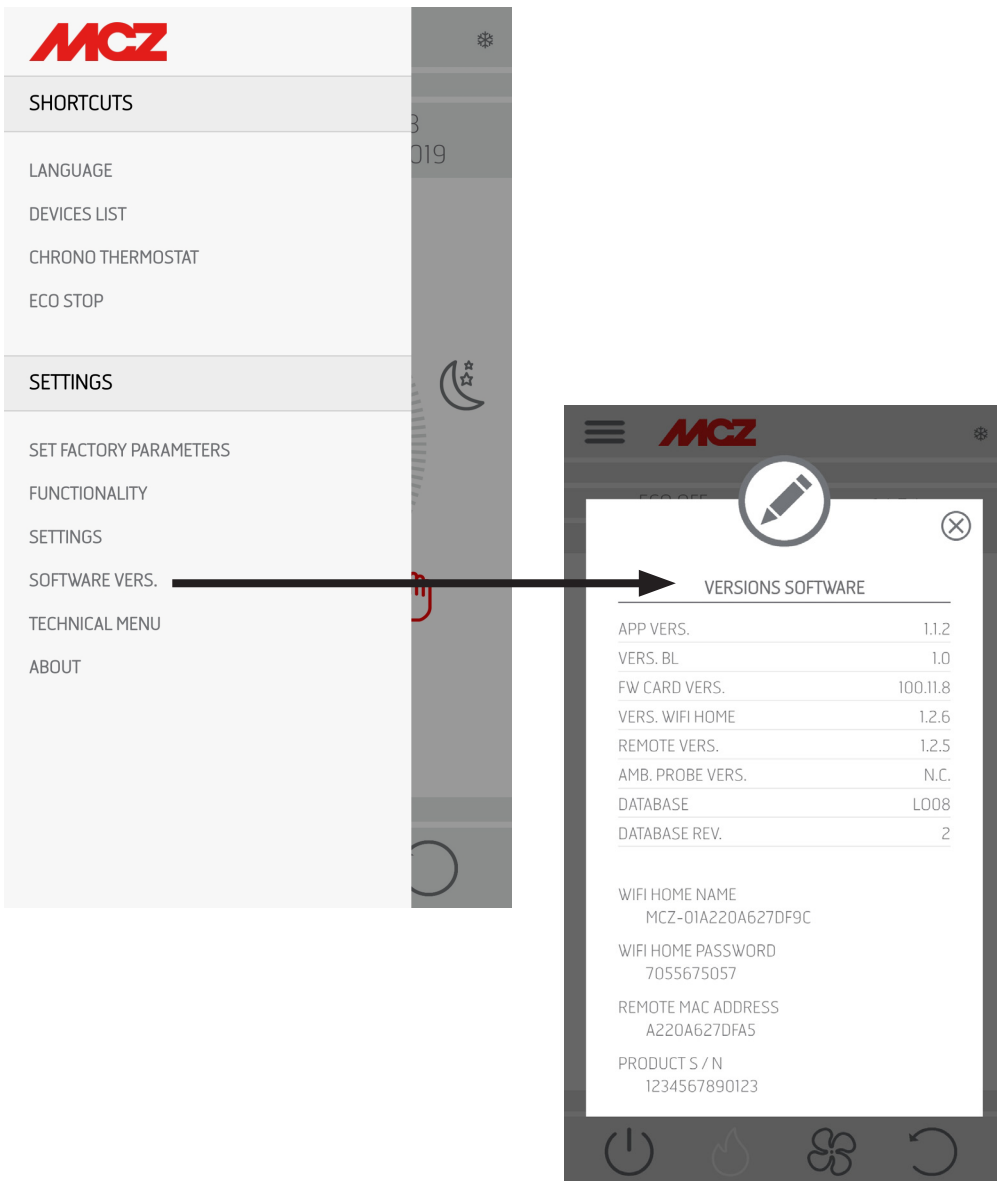 MCZ
SHORTCUTS
LANGUAGE
DEVICES LIST
CHRONO THERMOSTAT
ECO STOP
SETTINGS
SET FACTORY PARAMETERS
FUNCTIONALITY
SETTINGS
SOFTWARE VERS.
TECHNICAL MENU
ABOUT
019
MCZ
VERSIONS SOFTWARE
APP VERS. 1.1.2
VERS. BL 1.0
FW CARD VERS. 100.11.8
VERS. WIFI HOME 1.2.6
REMOTE VERS. 1.2.5
AMB. PROBE VERS. N.C.
DATABASE LO08
DATABASE REV. 2
WIFI HOME NAME
MCZ-01A220A627DF9C
WIFI HOME PASSWORD
7055675057
REMOTE MAC ADDRESS
A220A627DFA5
PRODUCT S / N
1234567890123